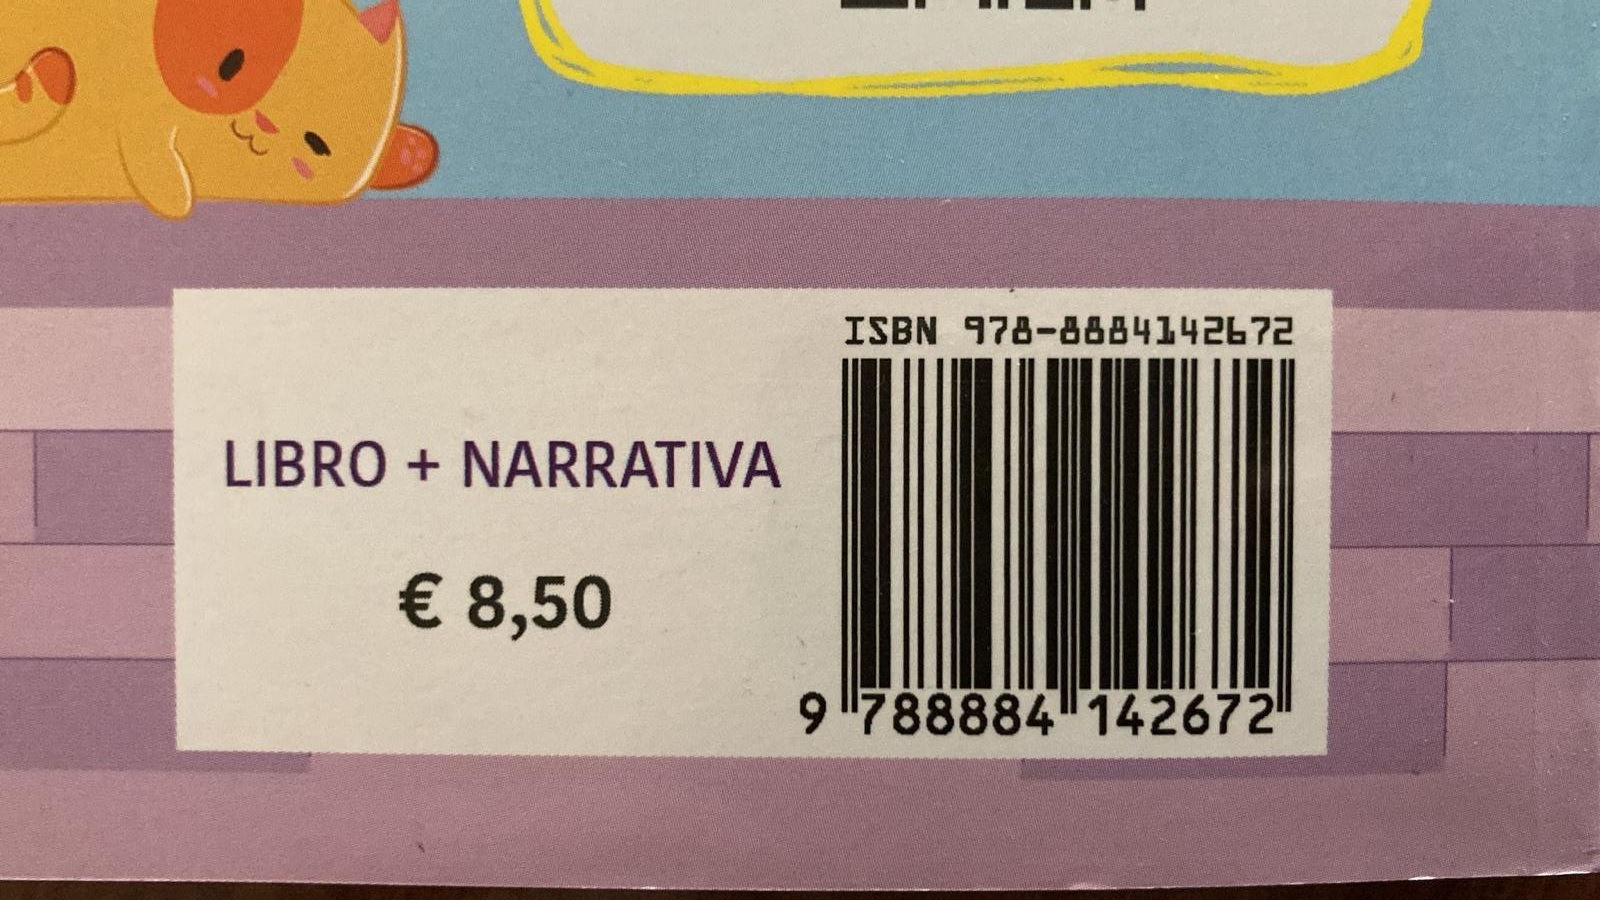 ISBN 978-8884142672
LIBRO + NARRATIVA
€ 8,50
9 788884 142672